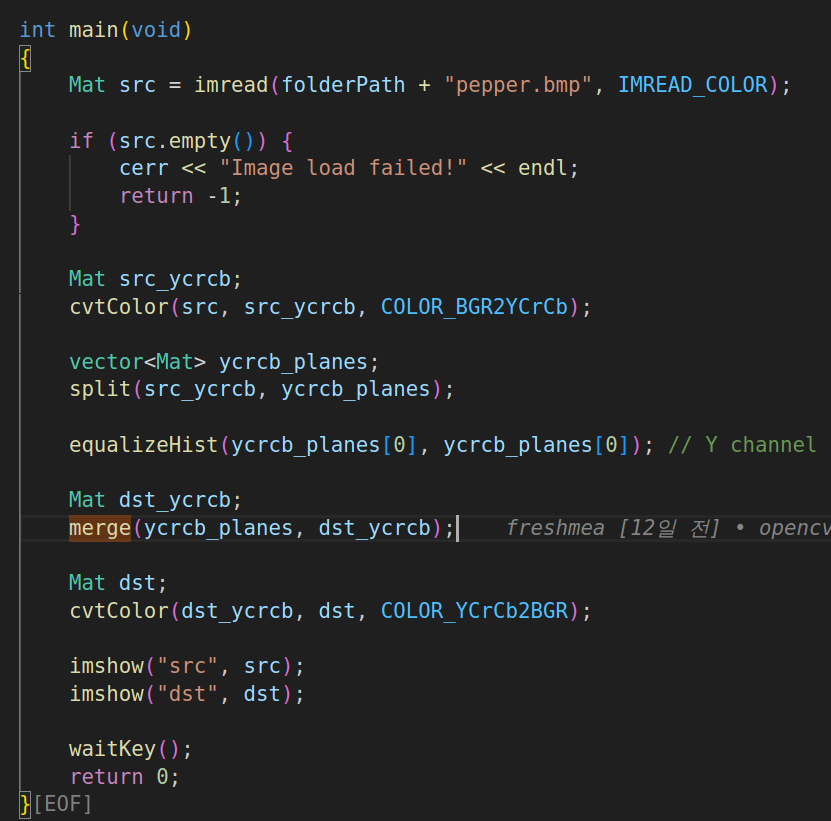 int main(void)
{
    Mat src = imread(folderPath + "pepper.bmp", IMREAD_COLOR);
    if (src.empty()) {
        cerr << "Image load failed!" << endl;
        return -1;
    }
    Mat src_ycrcb;
    cvtColor(src, src_ycrcb, COLOR_BGR2YCrCb);
    vector<Mat> ycrcb_planes;
    split(src_ycrcb, ycrcb_planes);
    equalizeHist(ycrcb_planes[0], ycrcb_planes[0]); // Y channel
    Mat dst_ycrcb;
    merge(ycrcb_planes, dst_ycrcb);    freshmea [12일 전] • opencv
    Mat dst;
    cvtColor(dst_ycrcb, dst, COLOR_YCrCb2BGR);
    imshow("src", src);
    imshow("dst", dst);
    waitKey();
    return 0;
}[EOF]